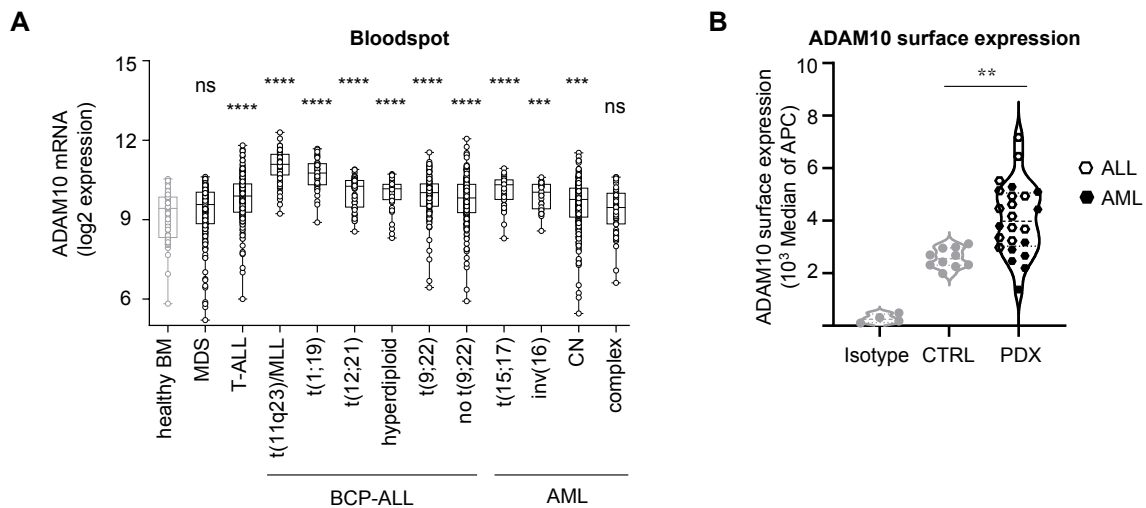 A
Bloodspot
ADAM10 mRNA
(log2 expression)
15
12
9
6
ns
****
****
****
****
****
****
****
****
***
***
ns
healthy BM
MDS
T-ALL
t(11q23)/MLL
t(1;19)
t(12;21)
hyperdiploid
t(9;22)
no t(9;22)
t(15;17)
inv(16)
CN
complex
BCP-ALL
AML
B
ADAM10 surface expression
ADAM10 surface expression
(10³ Median of APC)
10
8
6
4
2
0
**
Isotype
CTRL
PDX
ALL
AML